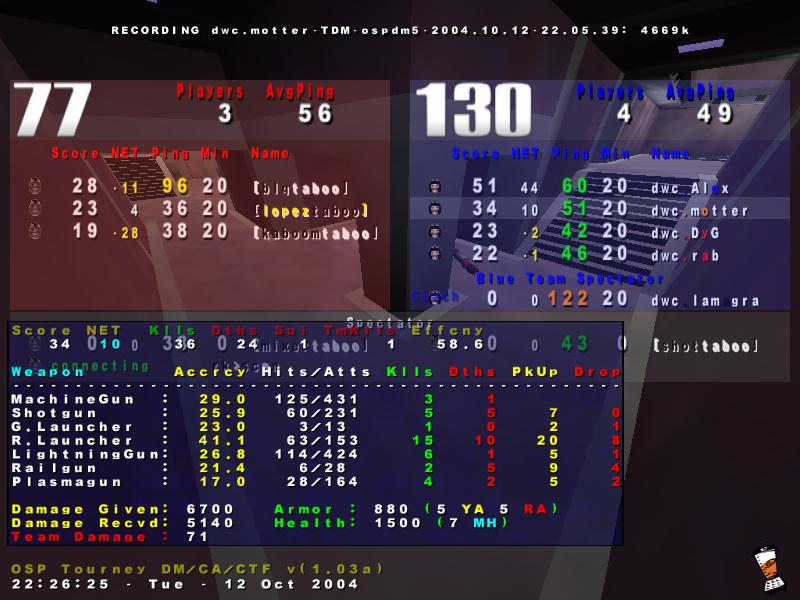 RECORDING dwc.motter-TDM-ospdm5-2004.10.12-22.05.39: 4669k
77 Players 3 AvgPing 56
130 Players 4 AvgPing 49
Score NET Ping Min Name
28 -11 96 20 [blqtaboo]
23 4 36 20 [lopeztaboo]
19 -28 38 20 [kaboomtaboo]
Score NET Ping Min Name
51 44 60 20 dwc.Alex
34 10 51 20 dwc.motter
23 -2 42 20 dwc.DyG
22 -1 46 20 dwc.rab
Blue Team Spectator
Coach 0 0 122 20 dwc.lam gra
Spectator
0 43 0 [shottaboo]
connecting
Score NET Klls Dths Sui TmKlls Effcny
34 10 36 24 1 1 58.6
Weapon Accrcy Hits/Atts Klls Dths PkUp Drop
MachineGun : 29.0 125/431 3 1
Shotgun : 25.9 60/231 5 5 7 0
G.Launcher : 23.0 3/13 1 0 2 1
R.Launcher : 41.1 63/153 15 10 20 8
LightningGun: 26.8 114/424 6 1 5 1
Railgun : 21.4 6/28 2 5 9 4
Plasmagun : 17.0 28/164 4 2 5 2
Damage Given: 6700 Armor : 880 (5 YA 5 RA)
Damage Recvd: 5140 Health: 1500 (7 MH)
Team Damage : 71
OSP Tourney DM/CA/CTF v(1.03a)
22:26:25 - Tue - 12 Oct 2004